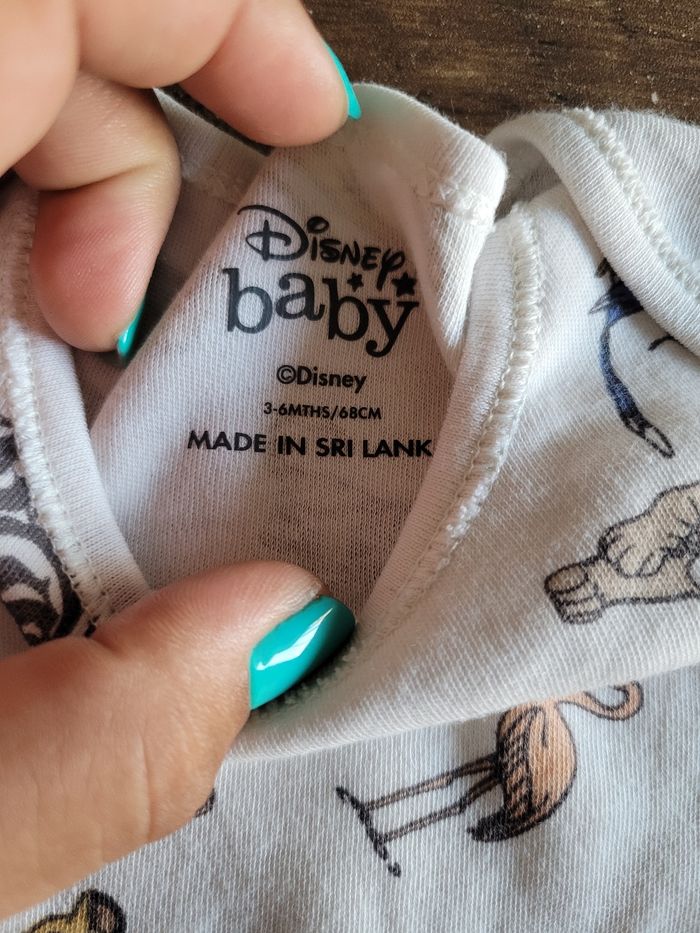 Disney
baby
©Disney
3-6MTHS/68CM
MADE IN SRI LANK